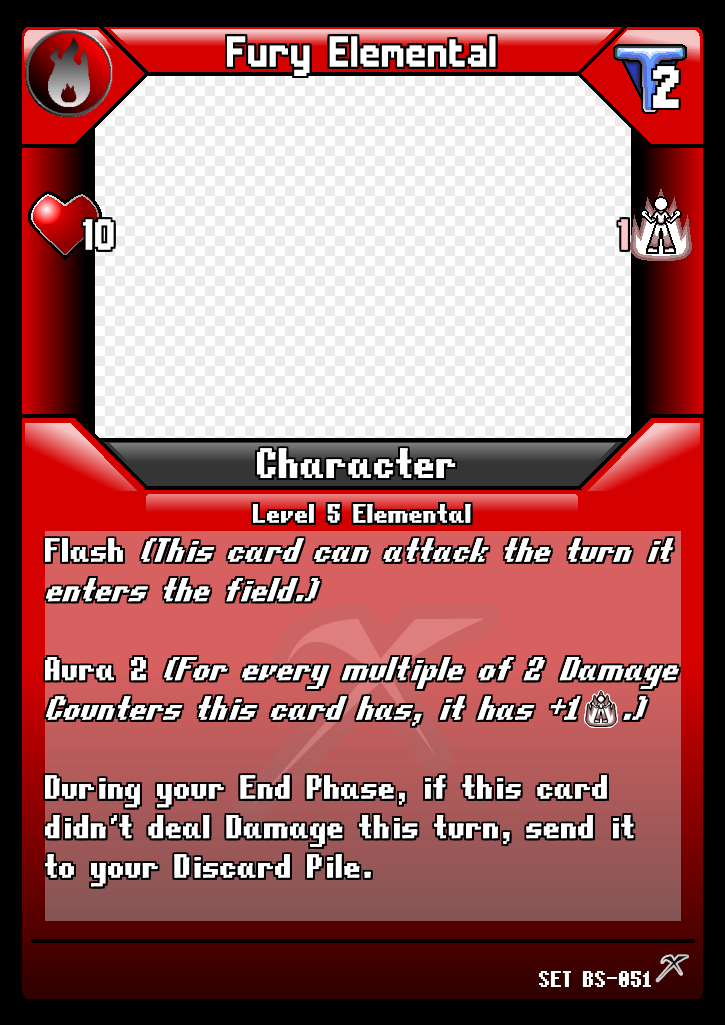 Fury Elemental
2
10
1
Character
Level 5 Elemental
Flash (This card can attack the turn it
enters the field.)
Aura 2 (For every multiple of 2 Damage
Counters this card has, it has +1 .)
During your End Phase, if this card
didn't deal Damage this turn, send it
to your Discard Pile.
SET BS-051